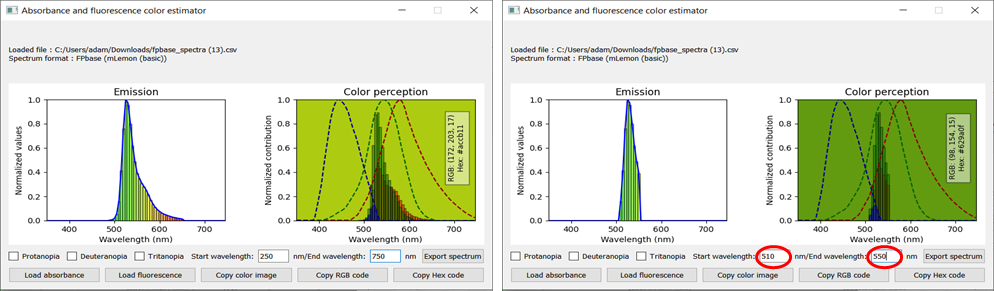 Absorbance and fluorescence color estimator
Loaded file : C:/Users/adam/Downloads/fpbase_spectra (13).csv
Spectrum format : FPbase (mLemon (basic))
Emission
Normalized values
1.0
0.8
0.6
0.4
0.2
0.0
400 500 600 700
Wavelength (nm)
Color perception
Normalized contribution
1.0
0.8
0.6
0.4
0.2
0.0
RGB: (172, 203, 17)
Hex: #accb11
400 500 600 700
Wavelength (nm)
Protanopia Deuteranopia Tritanopia Start wavelength: 250 nm/End wavelength: 750 nm Export spectrum
Load absorbance Load fluorescence Copy color image Copy RGB code Copy Hex code
Absorbance and fluorescence color estimator
Loaded file : C:/Users/adam/Downloads/fpbase_spectra (13).csv
Spectrum format : FPbase (mLemon (basic))
Emission
Normalized values
1.0
0.8
0.6
0.4
0.2
0.0
400 500 600 700
Wavelength (nm)
Color perception
Normalized contribution
1.0
0.8
0.6
0.4
0.2
0.0
RGB: (98, 154, 15)
Hex: #629a0f
400 500 600 700
Wavelength (nm)
Protanopia Deuteranopia Tritanopia Start wavelength: 510 nm/End wavelength: 550 nm Export spectrum
Load absorbance Load fluorescence Copy color image Copy RGB code Copy Hex code